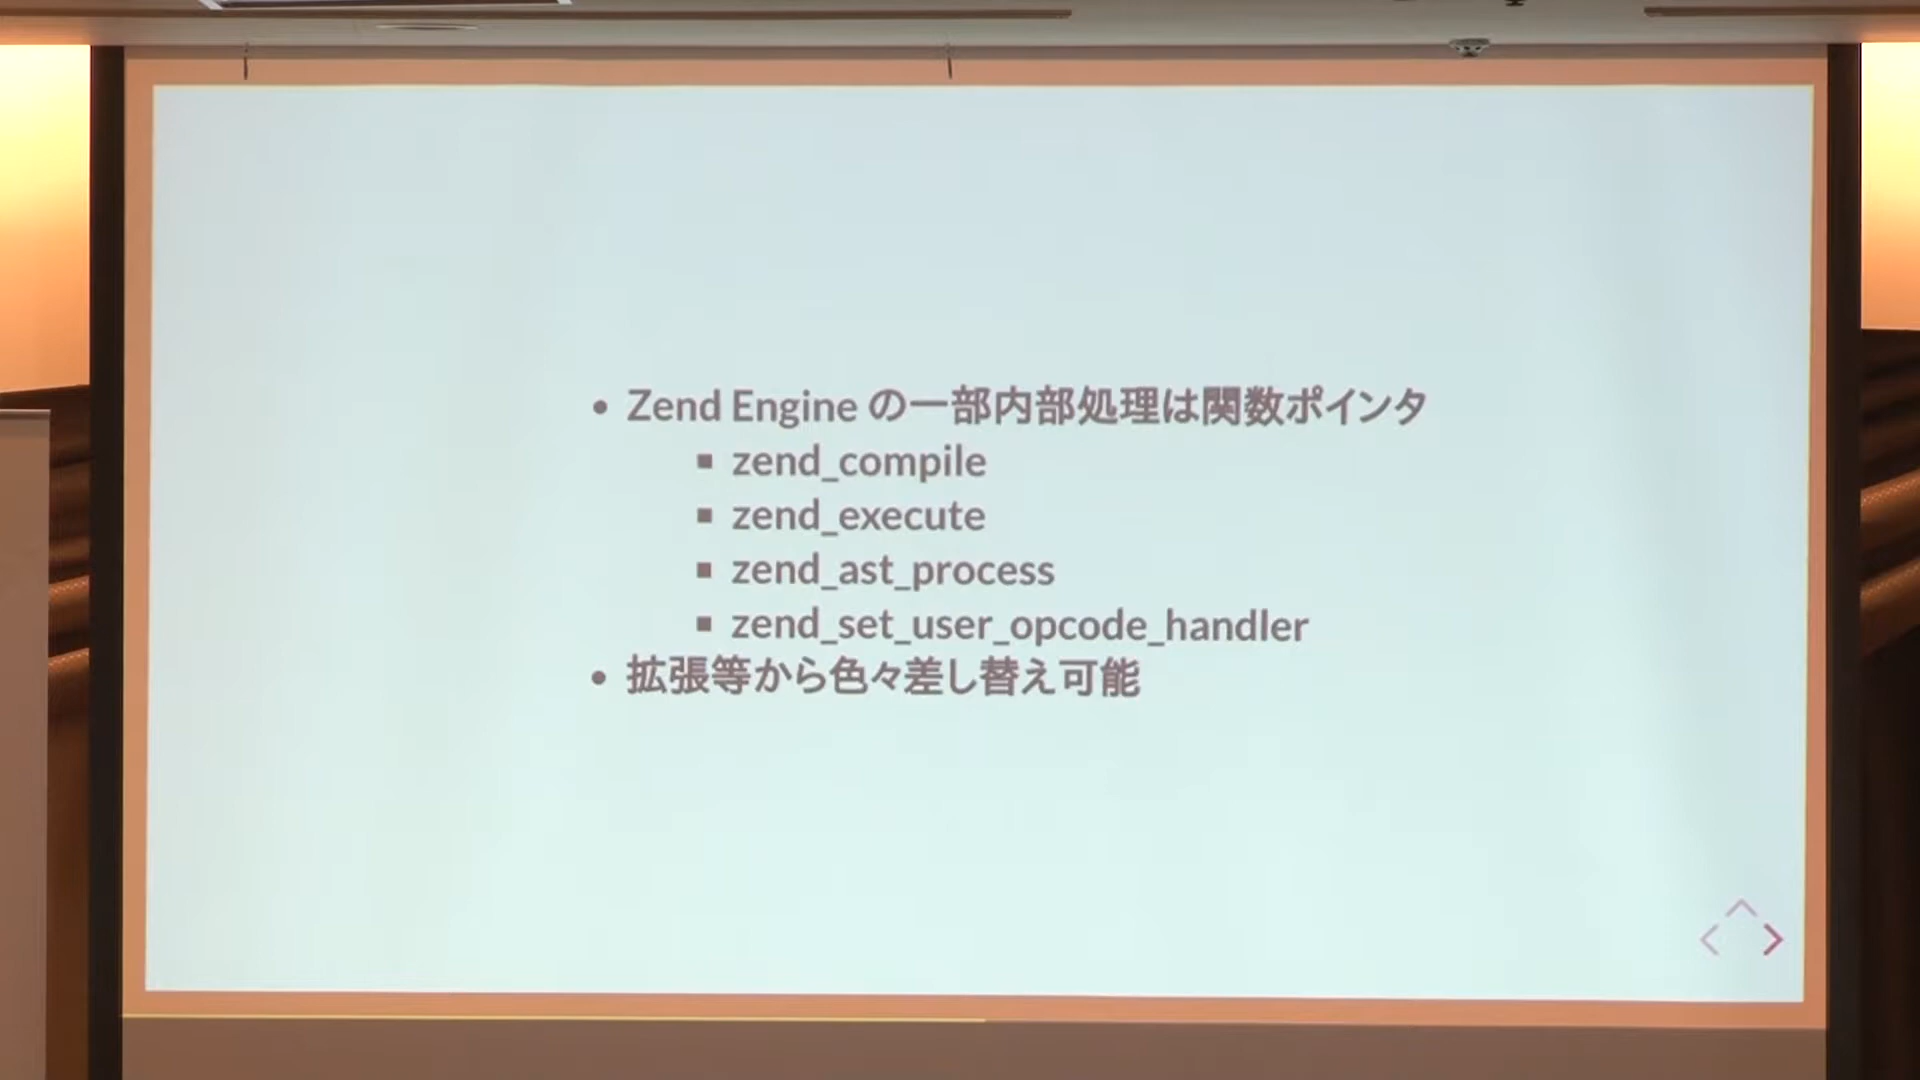 Zend Engine の一部内部処理は関数ポインタ
zend_compile
zend_execute
zend_ast_process
zend_set_user_opcode_handler
拡張等から色々差し替え可能